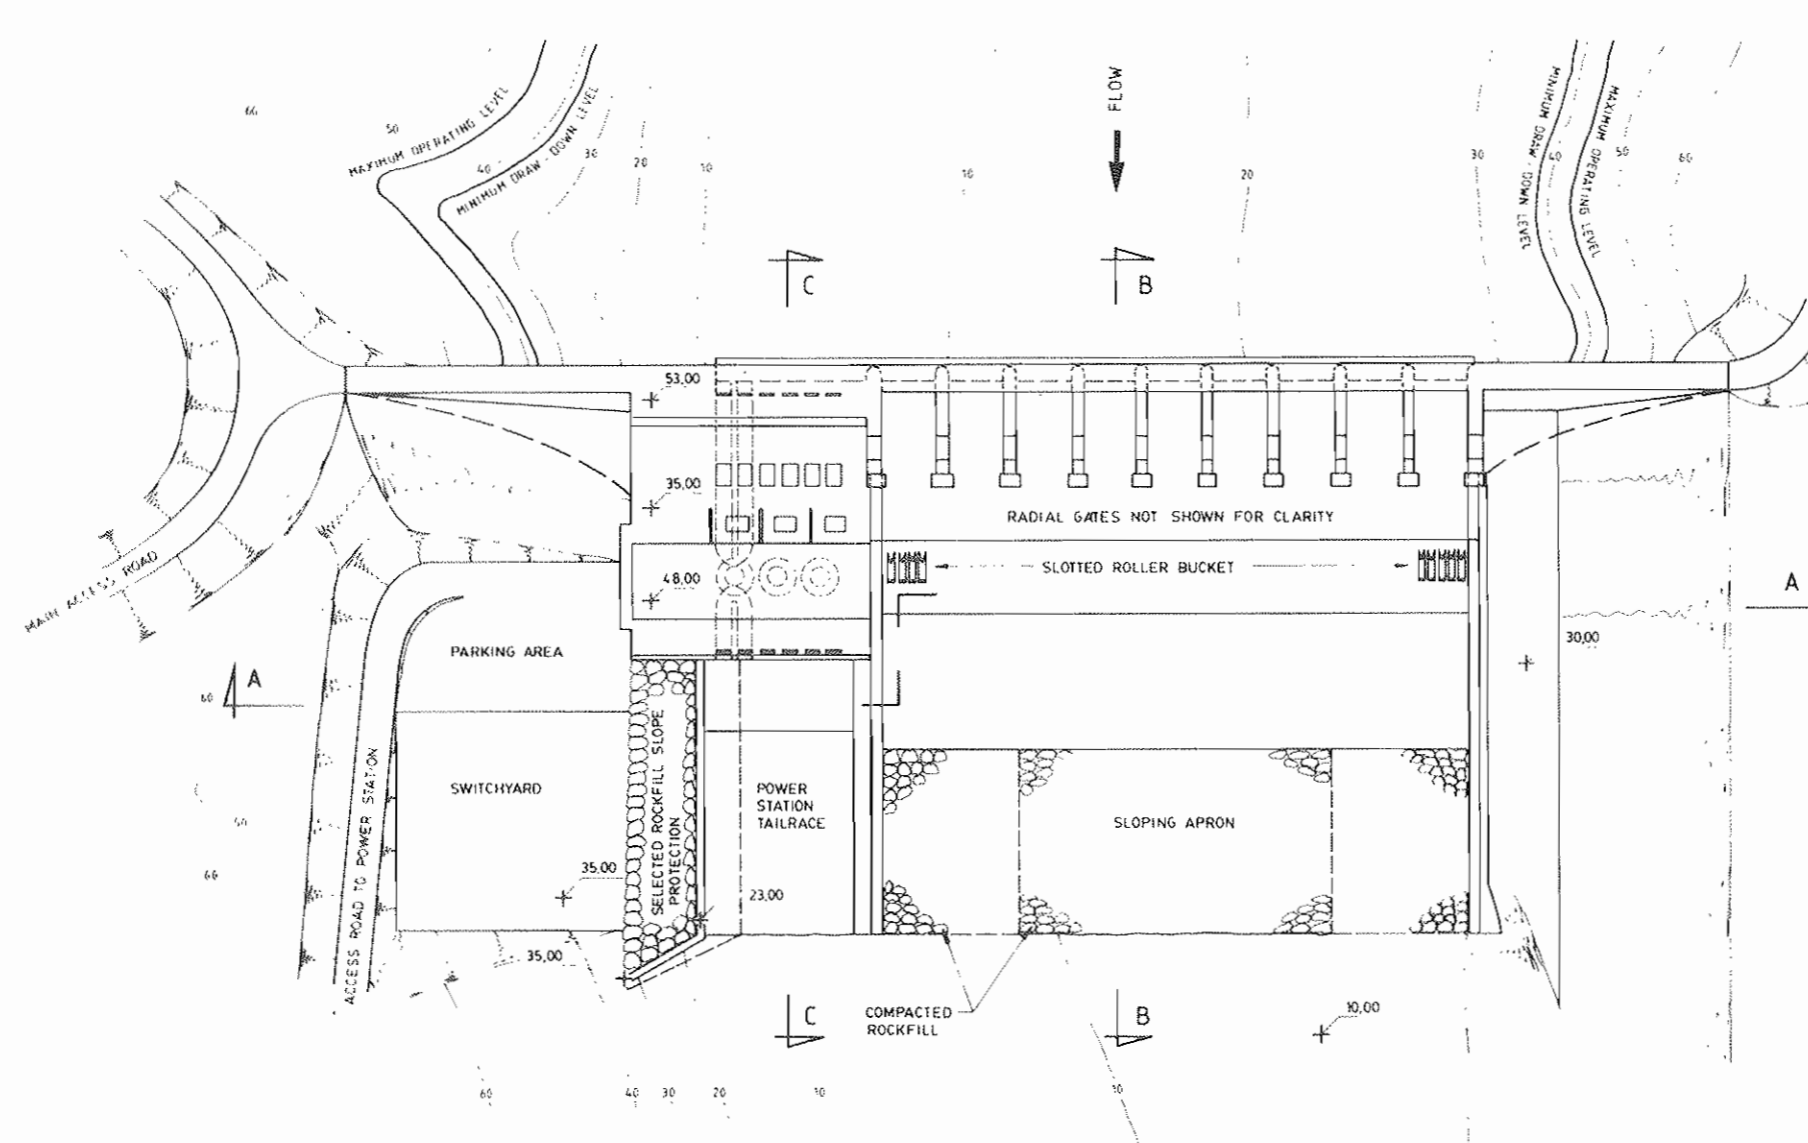 FLOW
60
50
MAXIMUM OPERATING LEVEL
40
MINIMUM DRAW-DOWN LEVEL
30
20
10
10
20
30
MINIMUM DRAW-DOWN LEVEL
MAXIMUM OPERATING LEVEL
50
60
C
B
53,00
35,00
RADIAL GATES NOT SHOWN FOR CLARITY
48,00
SLOTTED ROLLER BUCKET
MAIN ACCESS ROAD
A
30,00
PARKING AREA
A
60
SELECTED ROCKFILL SLOPE
PROTECTION
ACCESS ROAD TO POWER STATION
SWITCHYARD
POWER
STATION
TAILRACE
SLOPING APRON
60
35,00
23,00
35,00
C
COMPACTED
ROCKFILL
B
10,00
60
40
30
20
10
10